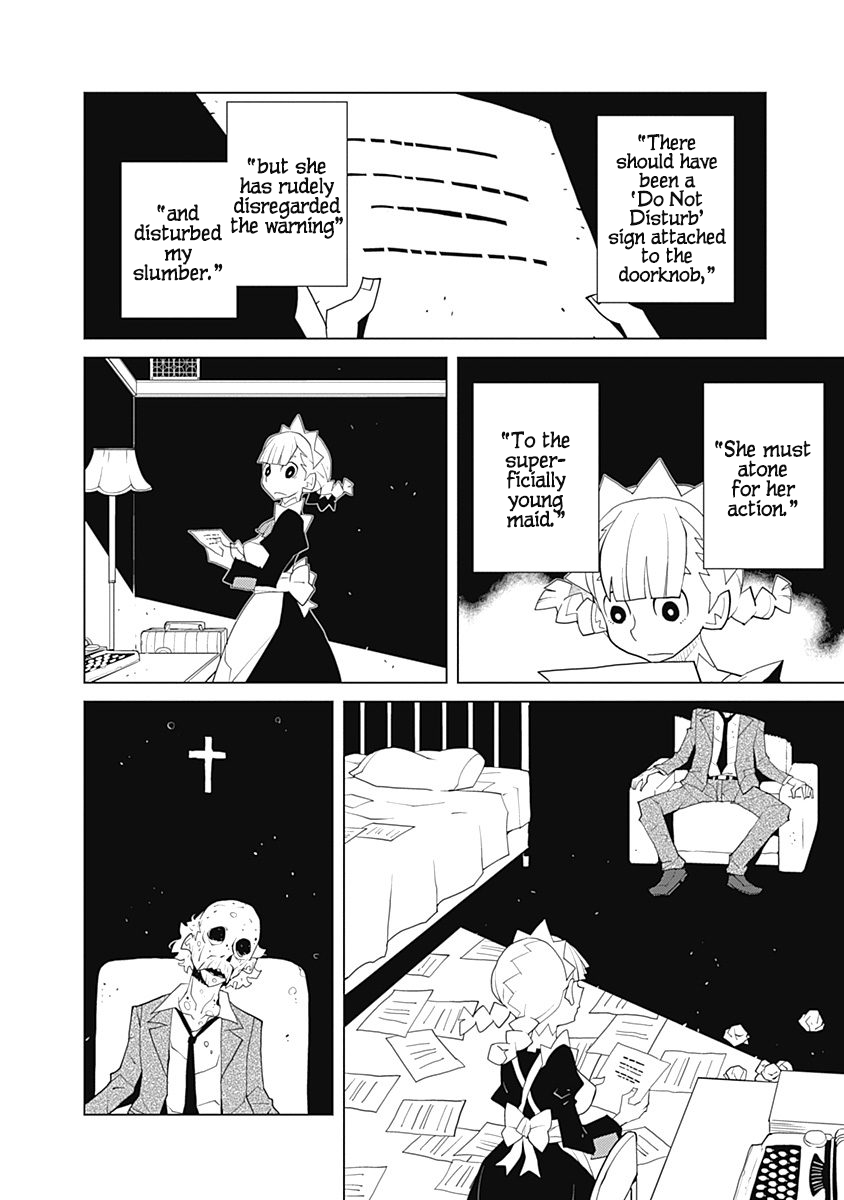 "There
should have
been a
'Do Not
Disturb'
sign attached
to the
doorknob,"
"but she
has rudely
disregarded
the warning"
"and
disturbed
my
slumber."
"She must
atone
for her
action."
"To the
super-
ficially
young
maid."